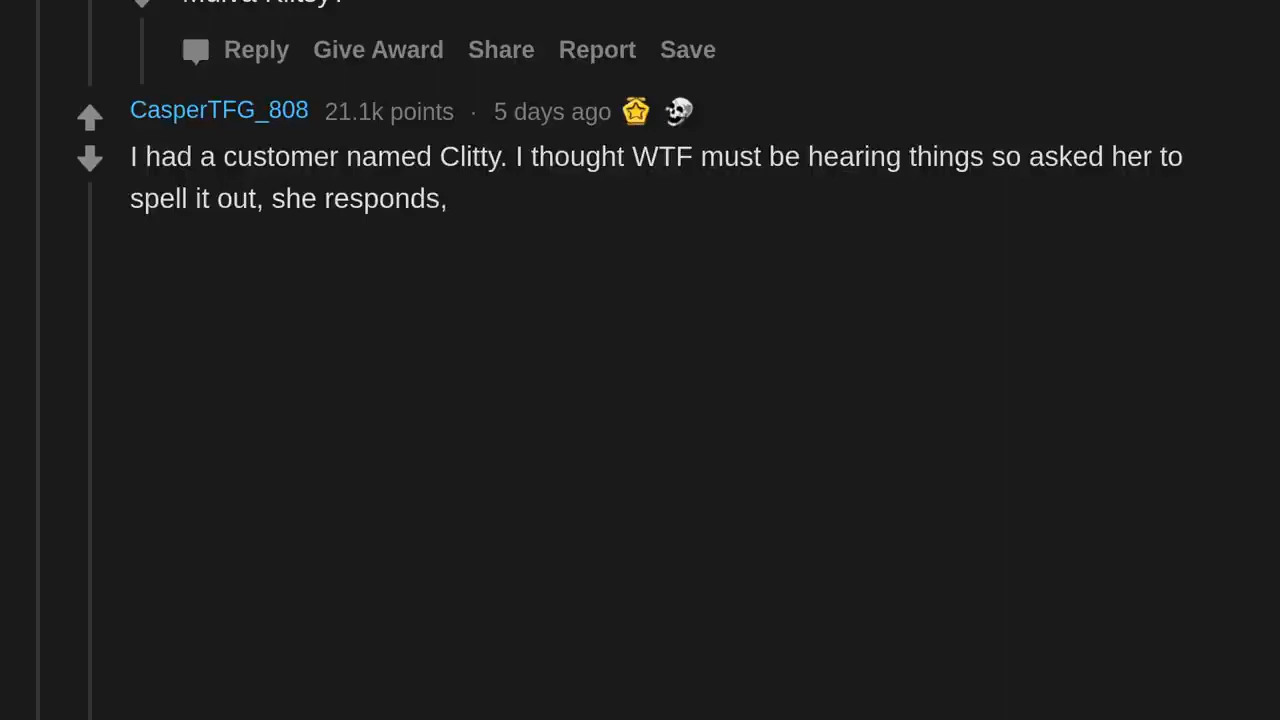 Reply Give Award Share Report Save
CasperTFG_808 21.1k points · 5 days ago
I had a customer named Clitty. I thought WTF must be hearing things so asked her to
spell it out, she responds,